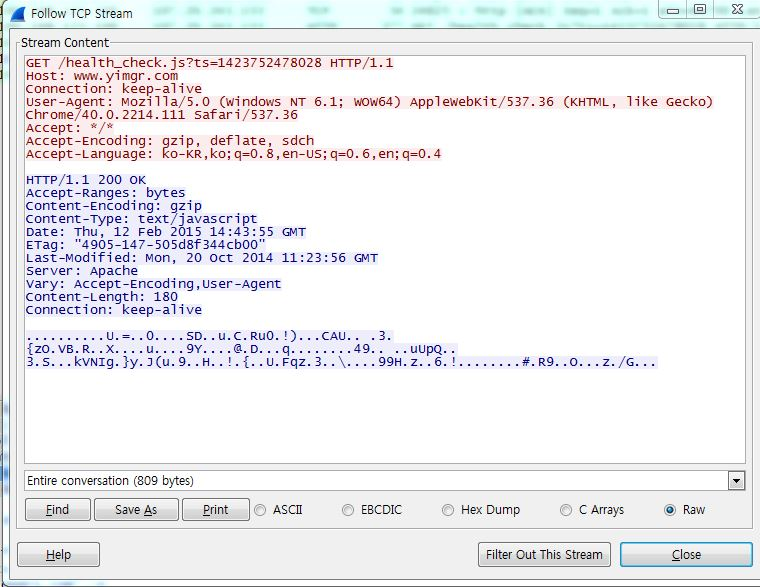 Follow TCP Stream
Stream Content
GET /health_check.js?ts=1423752478028 HTTP/1.1
Host: www.yimgr.com
Connection: keep-alive
User-Agent: Mozilla/5.0 (Windows NT 6.1; WOW64) AppleWebKit/537.36 (KHTML, like Gecko)
Chrome/40.0.2214.111 Safari/537.36
Accept: */*
Accept-Encoding: gzip, deflate, sdch
Accept-Language: ko-KR,ko;q=0.8,en-US;q=0.6,en;q=0.4
HTTP/1.1 200 OK
Accept-Ranges: bytes
Content-Encoding: gzip
Content-Type: text/javascript
Date: Thu, 12 Feb 2015 14:43:55 GMT
ETag: "4905-147-505d8f344cb00"
Last-Modified: Mon, 20 Oct 2014 11:23:56 GMT
Server: Apache
Vary: Accept-Encoding,User-Agent
Content-Length: 180
Connection: keep-alive
..........U.=..0....SD..u.C.Ru0.!)...CAU.. .3.
{zO.VB.R..X....u....9Y....@.D...q........49.. ..uUpQ..
3.S...kVNIg.}y.J(u.9..H..!.{..U.Fqz.3..\....99H.z..6.!........#.R9..O...z./G...
Entire conversation (809 bytes)
Find
Save As
Print
ASCII
EBCDIC
Hex Dump
C Arrays
Raw
Help
Filter Out This Stream
Close